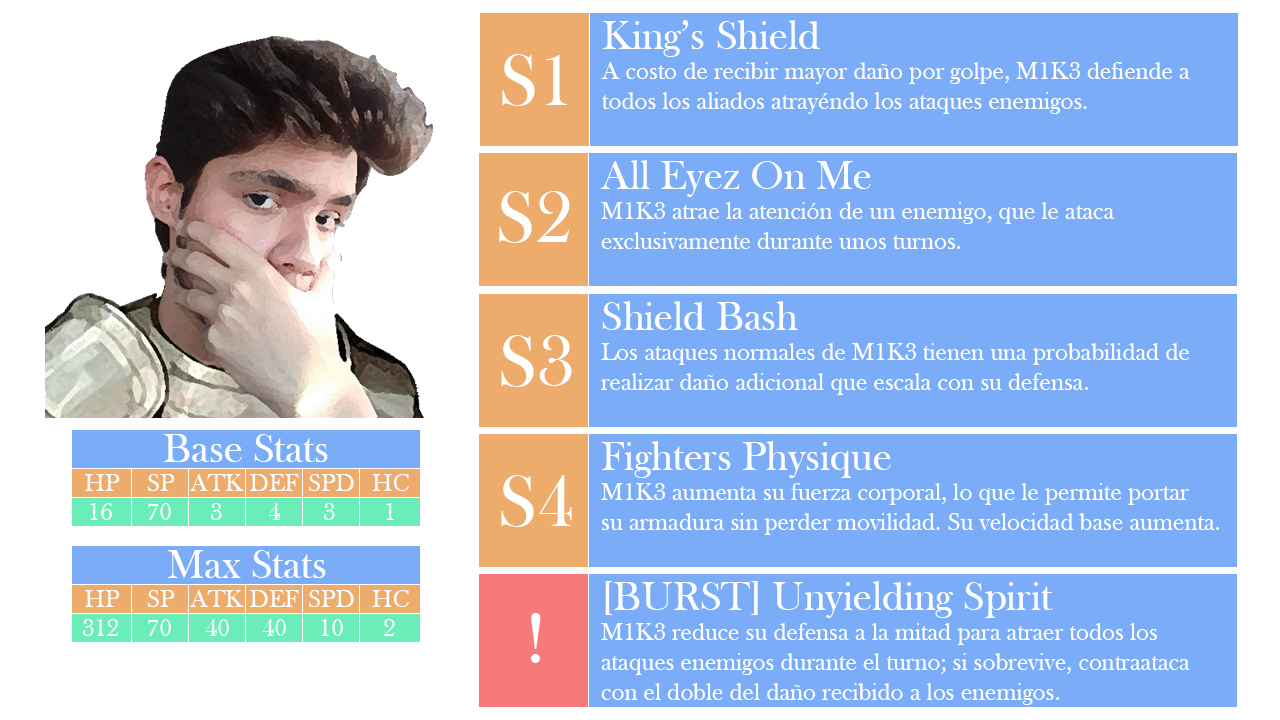 S1
King’s Shield
A costo de recibir mayor daño por golpe, M1K3 defiende a
todos los aliados atrayéndo los ataques enemigos.
S2
All Eyez On Me
M1K3 atrae la atención de un enemigo, que le ataca
exclusivamente durante unos turnos.
S3
Shield Bash
Los ataques normales de M1K3 tienen una probabilidad de
realizar daño adicional que escala con su defensa.
S4
Fighters Physique
M1K3 aumenta su fuerza corporal, lo que le permite portar
su armadura sin perder movilidad. Su velocidad base aumenta.
!
[BURST] Unyielding Spirit
M1K3 reduce su defensa a la mitad para atraer todos los
ataques enemigos durante el turno; si sobrevive, contraataca
con el doble del daño recibido a los enemigos.
Base Stats
HP SP ATK DEF SPD HC
16 70 3 4 3 1
Max Stats
HP SP ATK DEF SPD HC
312 70 40 40 10 2